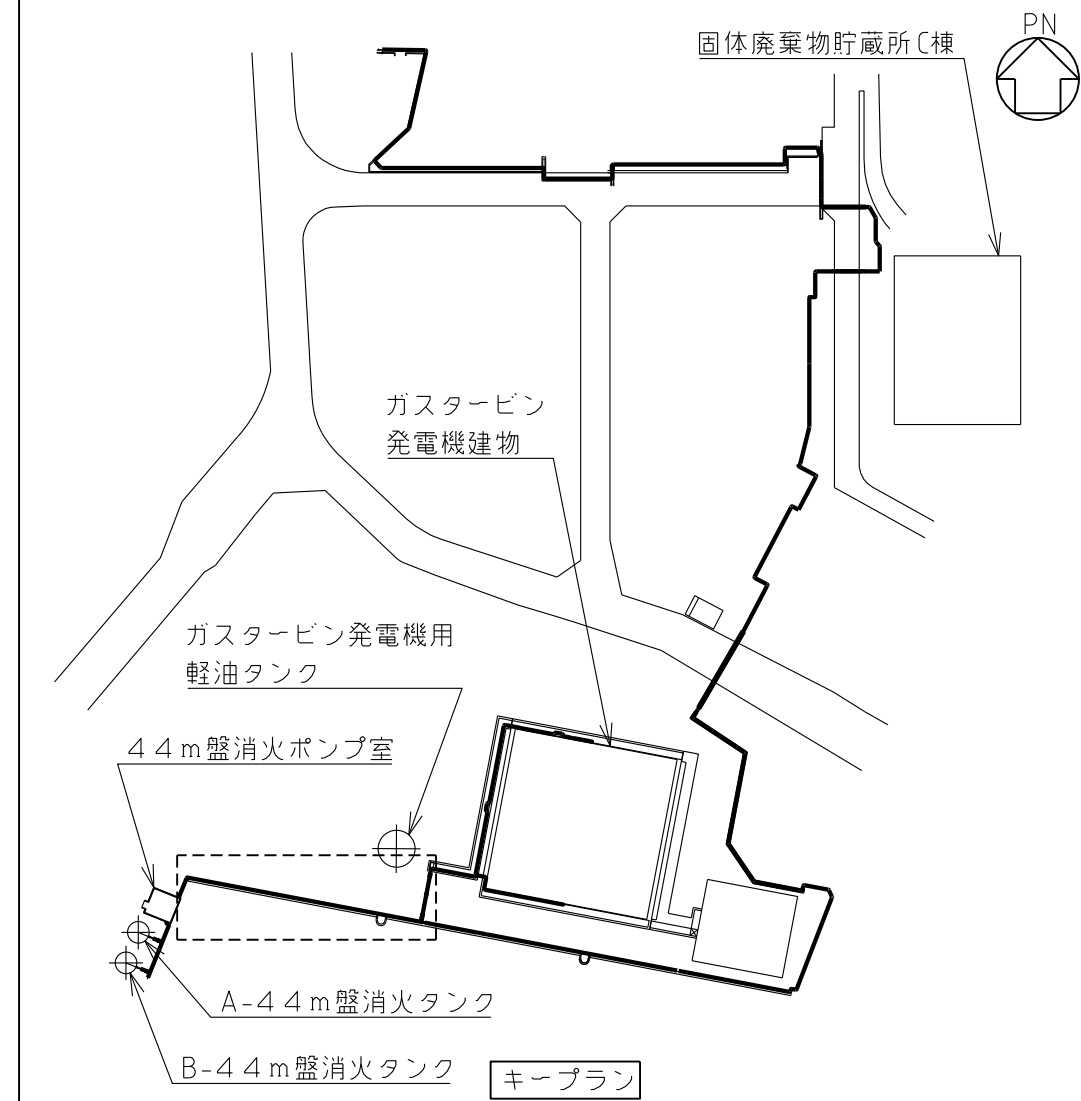 PN
固体廃棄物貯蔵所C棟
ガスタービン
発電機建物
ガスタービン発電機用
軽油タンク
44m盤消火ポンプ室
A-44m盤消火タンク
B-44m盤消火タンク
キープラン